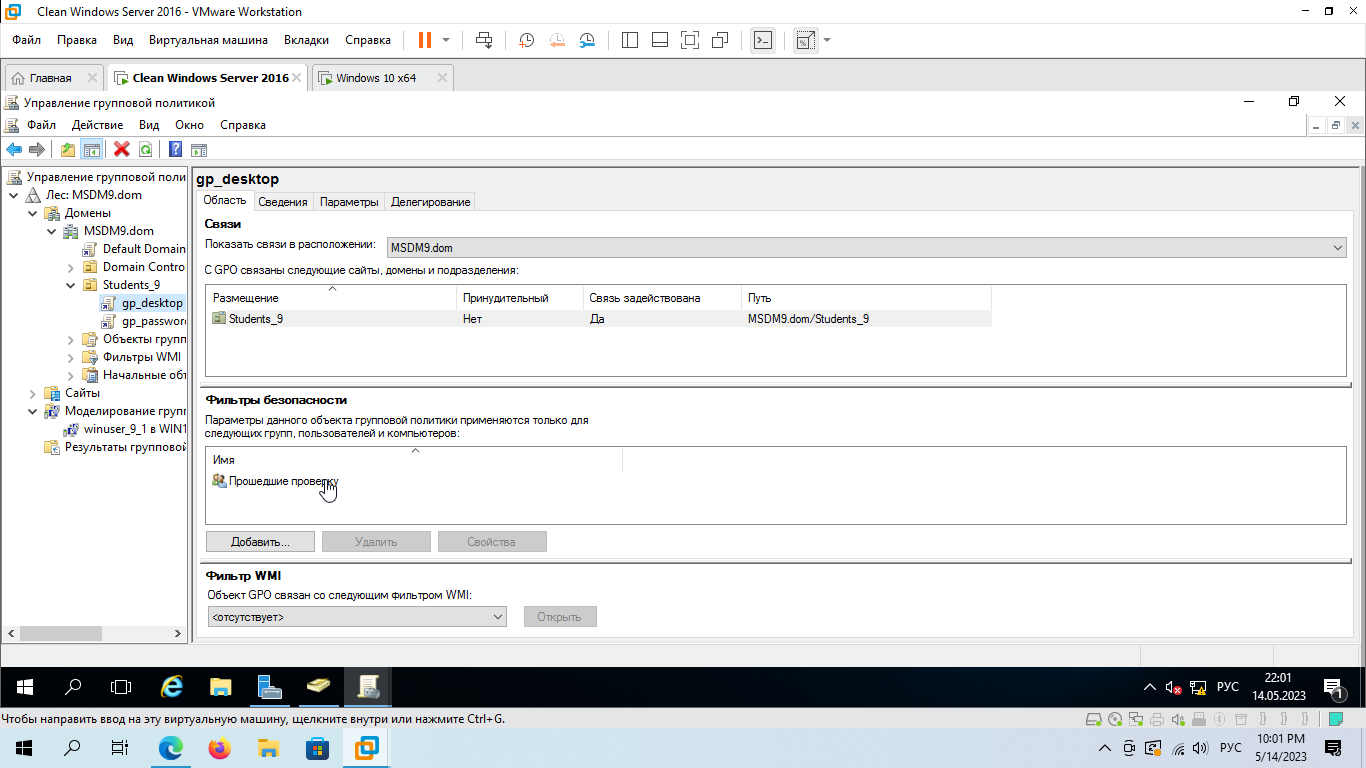 Clean Windows Server 2016 - VMware Workstation
Файл Правка Вид Виртуальная машина Вкладки Справка
Главная Clean Windows Server 2016 Windows 10 x64
Управление групповой политикой
Файл Действие Вид Окно Справка
Управление групповой поли
Лес: MSDM9.dom
Домены
MSDM9.dom
Default Domain
Domain Contro
Students_9
gp_desktop
gp_password
Объекты групп
Фильтры WMI
Начальные объ
Сайты
Моделирование групп
winuser_9_1 в WIN1
Результаты групповой
gp_desktop
Область Сведения Параметры Делегирование
Связи
Показать связи в расположении: MSDM9.dom
С GPO связаны следующие сайты, домены и подразделения:
Размещение Принудительный Связь задействована Путь
Students_9 Нет Да MSDM9.dom/Students_9
Фильтры безопасности
Параметры данного объекта групповой политики применяются только для
следующих групп, пользователей и компьютеров:
Имя
Прошедшие проверку
Добавить... Удалить Свойства
Фильтр WMI
Объект GPO связан со следующим фильтром WMI:
<отсутствует> Открыть
РУС 22:01
14.05.2023
1
Чтобы направить ввод на эту виртуальную машину, щелкните внутри или нажмите Ctrl+G.
РУС 10:01 PM
5/14/2023